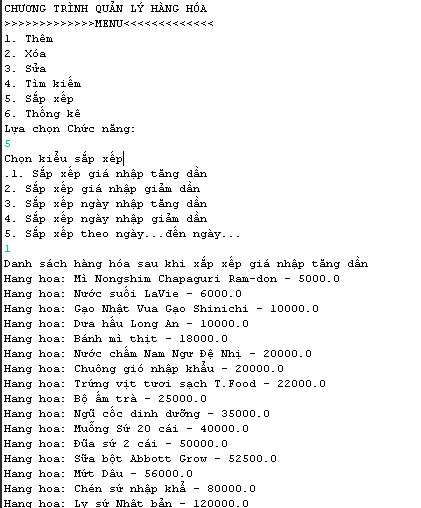 CHƯƠNG TRÌNH QUẢN LÝ HÀNG HÓA
>>>>>>>>>>>>>MENU<<<<<<<<<<<<<
1. Thêm
2. Xóa
3. Sửa
4. Tìm kiếm
5. Sắp xếp
6. Thống kê
Lựa chọn Chức năng:
5
Chọn kiểu sắp xếp
.1. Sắp xếp giá nhập tăng dần
2. Sắp xếp giá nhập giảm dần
3. Sắp xếp ngày nhập tăng dần
4. Sắp xếp ngày nhập giảm dần
5. Sắp xếp theo ngày...đến ngày...
1
Danh sách hàng hóa sau khi xắp xếp giá nhập tăng dần
Hang hoa: Mì Nongshim Chapaguri Ram-don - 5000.0
Hang hoa: Nước suối LaVie - 6000.0
Hang hoa: Gạo Nhật Vua Gạo Shinichi - 10000.0
Hang hoa: Dưa hấu Long An - 10000.0
Hang hoa: Bánh mì thịt - 18000.0
Hang hoa: Nước chấm Nam Ngư Đệ Nhị - 20000.0
Hang hoa: Chuông gió nhập khẩu - 20000.0
Hang hoa: Trứng vịt tươi sạch T.Food - 22000.0
Hang hoa: Bộ ấm trà - 25000.0
Hang hoa: Ngũ cốc dinh dưỡng - 35000.0
Hang hoa: Muỗng Sứ 20 cái - 40000.0
Hang hoa: Đũa sứ 2 cái - 50000.0
Hang hoa: Sữa bột Abbott Grow - 52500.0
Hang hoa: Mứt Dâu - 56000.0
Hang hoa: Chén sứ nhập khẩ - 80000.0
Hang hoa: Ly sứ Nhật bản - 120000.0